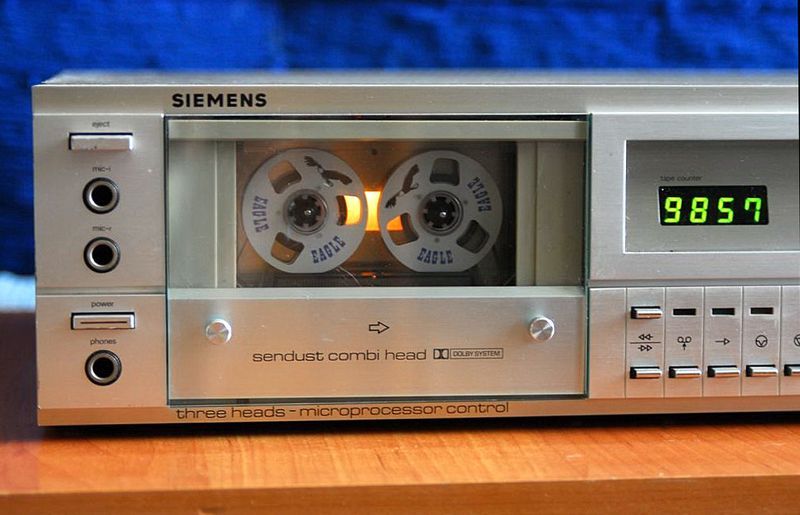 SIEMENS
eject
mic-l
mic-r
power
phones
EAGLE
EAGLE
EAGLE
EAGLE
sendust combi head DOLBY SYSTEM
three heads - microprocessor control
tape counter
9857